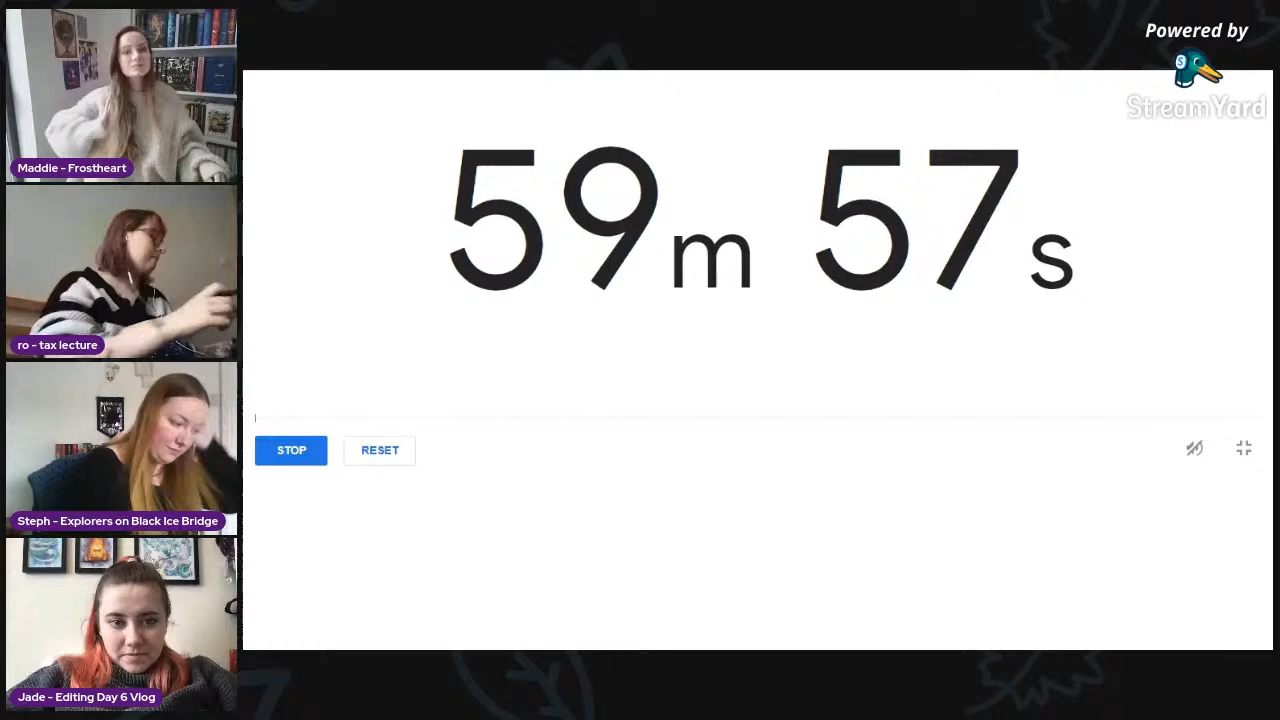 Maddie - Frostheart
ro - tax lecture
Steph - Explorers on Black Ice Bridge
Jade - Editing Day 6 Vlog
59m 57s
STOP
RESET
Powered by
S
StreamYard